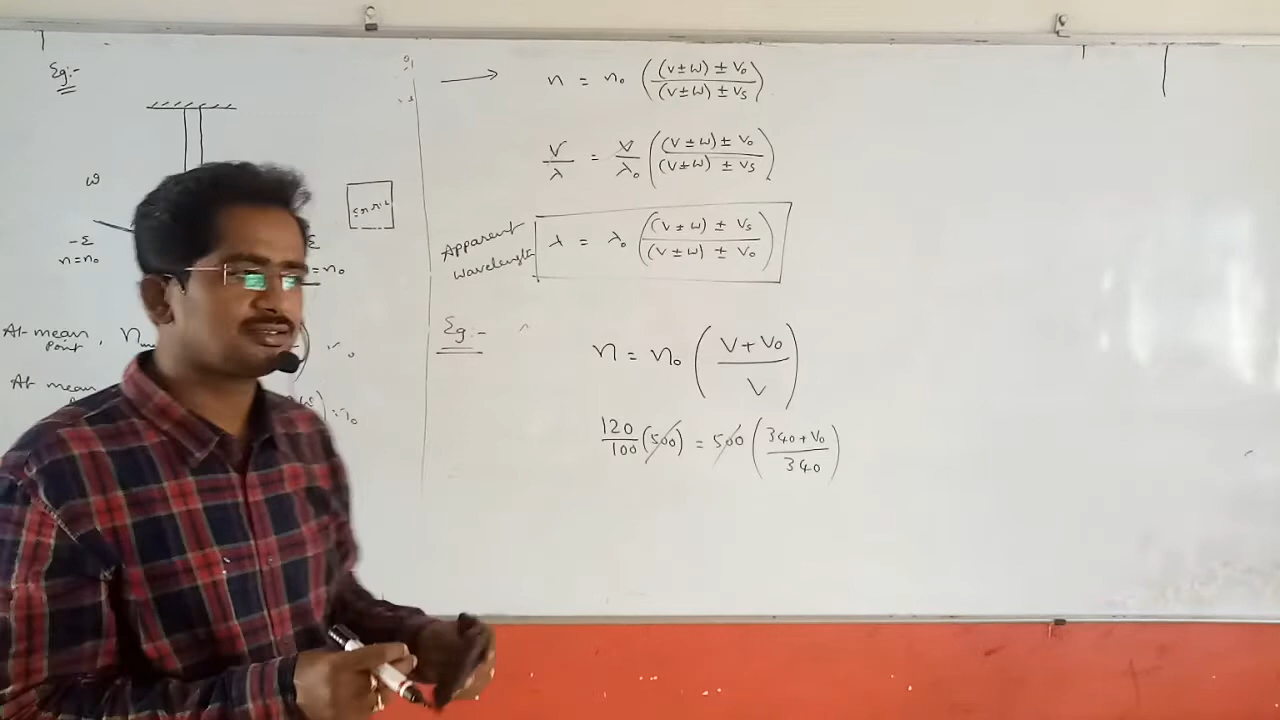 Eg:-
ω
-Σ
n=n₀
Σ
=n₀
At mean
Point,
At mean
n = n₀ ((V±ω) ± V₀ / (V±ω) ± Vs)
V/λ = V/λ₀ ((V±ω) ± V₀ / (V±ω) ± Vs)
Apparent
wavelength
λ = λ₀ ((V±ω) ± Vs / (V±ω) ± V₀)
Eg.-
n = n₀ (V+V₀ / V)
120/100 (500) = 500 (340+V₀ / 340)